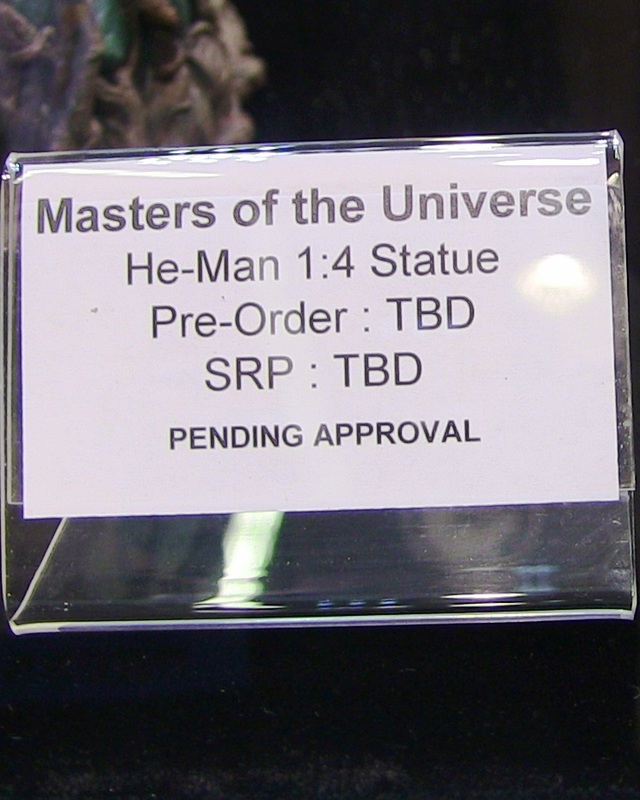 Masters of the Universe
He-Man 1:4 Statue
Pre-Order : TBD
SRP : TBD
PENDING APPROVAL